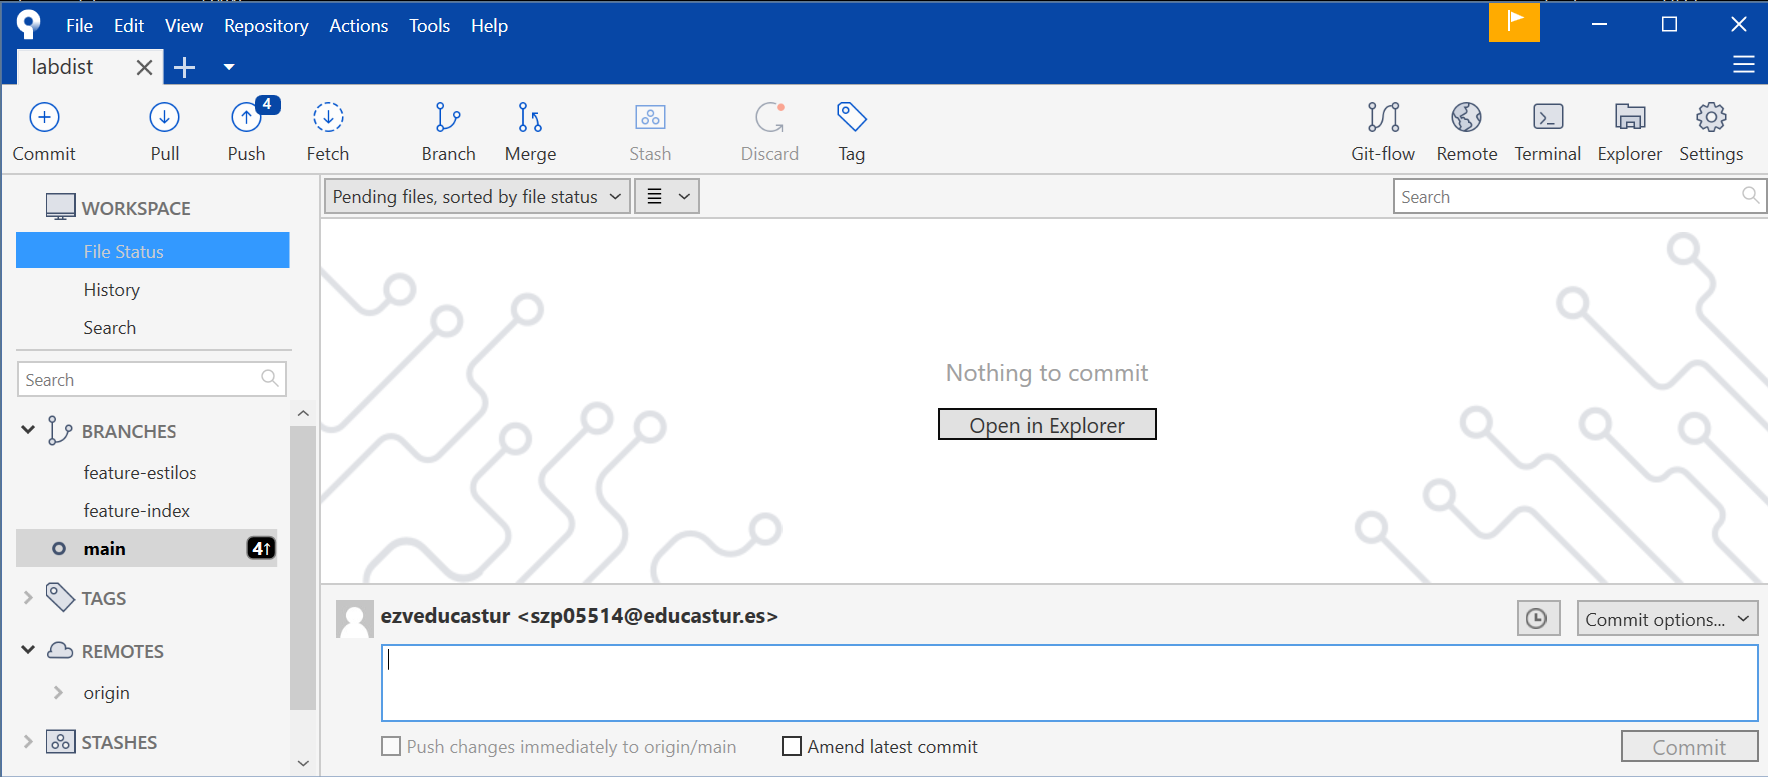 File Edit View Repository Actions Tools Help
labdist
4
Commit Pull Push Fetch Branch Merge Stash Discard Tag Git-flow Remote Terminal Explorer Settings
WORKSPACE
File Status
History
Search
Search
BRANCHES
feature-estilos
feature-index
main 4↑
TAGS
REMOTES
origin
STASHES
Pending files, sorted by file status
Search
Nothing to commit
Open in Explorer
ezveducastur <szp05514@educastur.es>
Commit options...
Push changes immediately to origin/main Amend latest commit
Commit